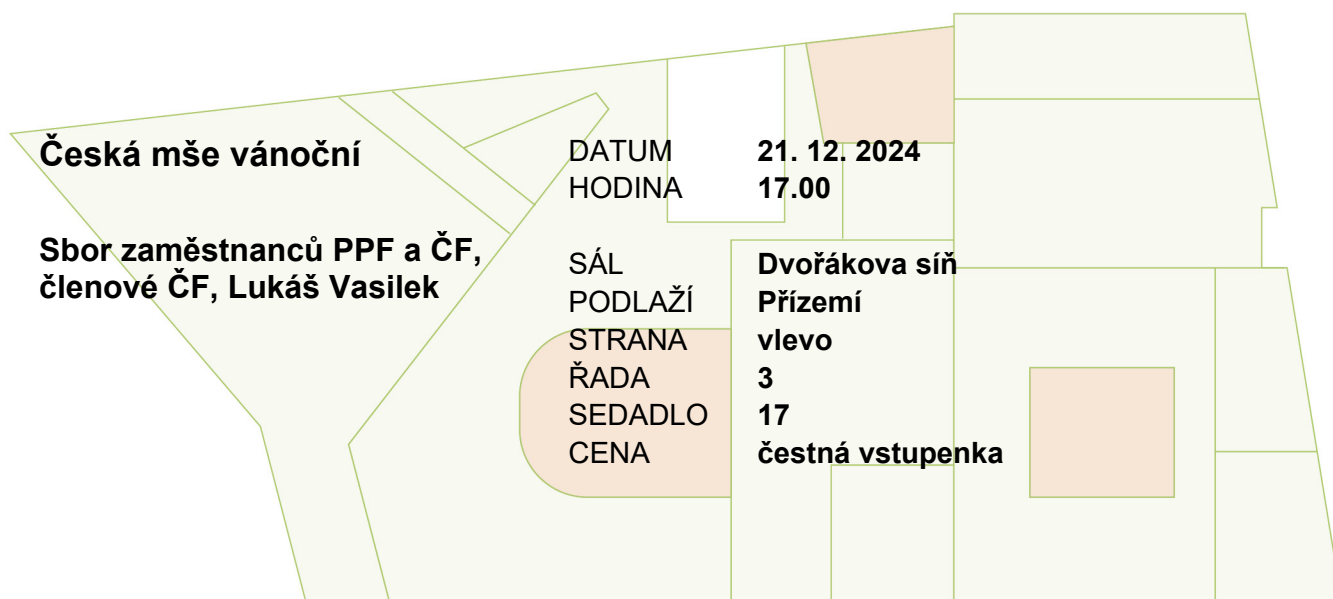 Česká mše vánoční
Sbor zaměstnanců PPF a ČF,
členové ČF, Lukáš Vasilek
DATUM 21. 12. 2024
HODINA 17.00
SÁL Dvořákova síň
PODLAŽÍ Přízemí
STRANA vlevo
ŘADA 3
SEDADLO 17
CENA čestná vstupenka